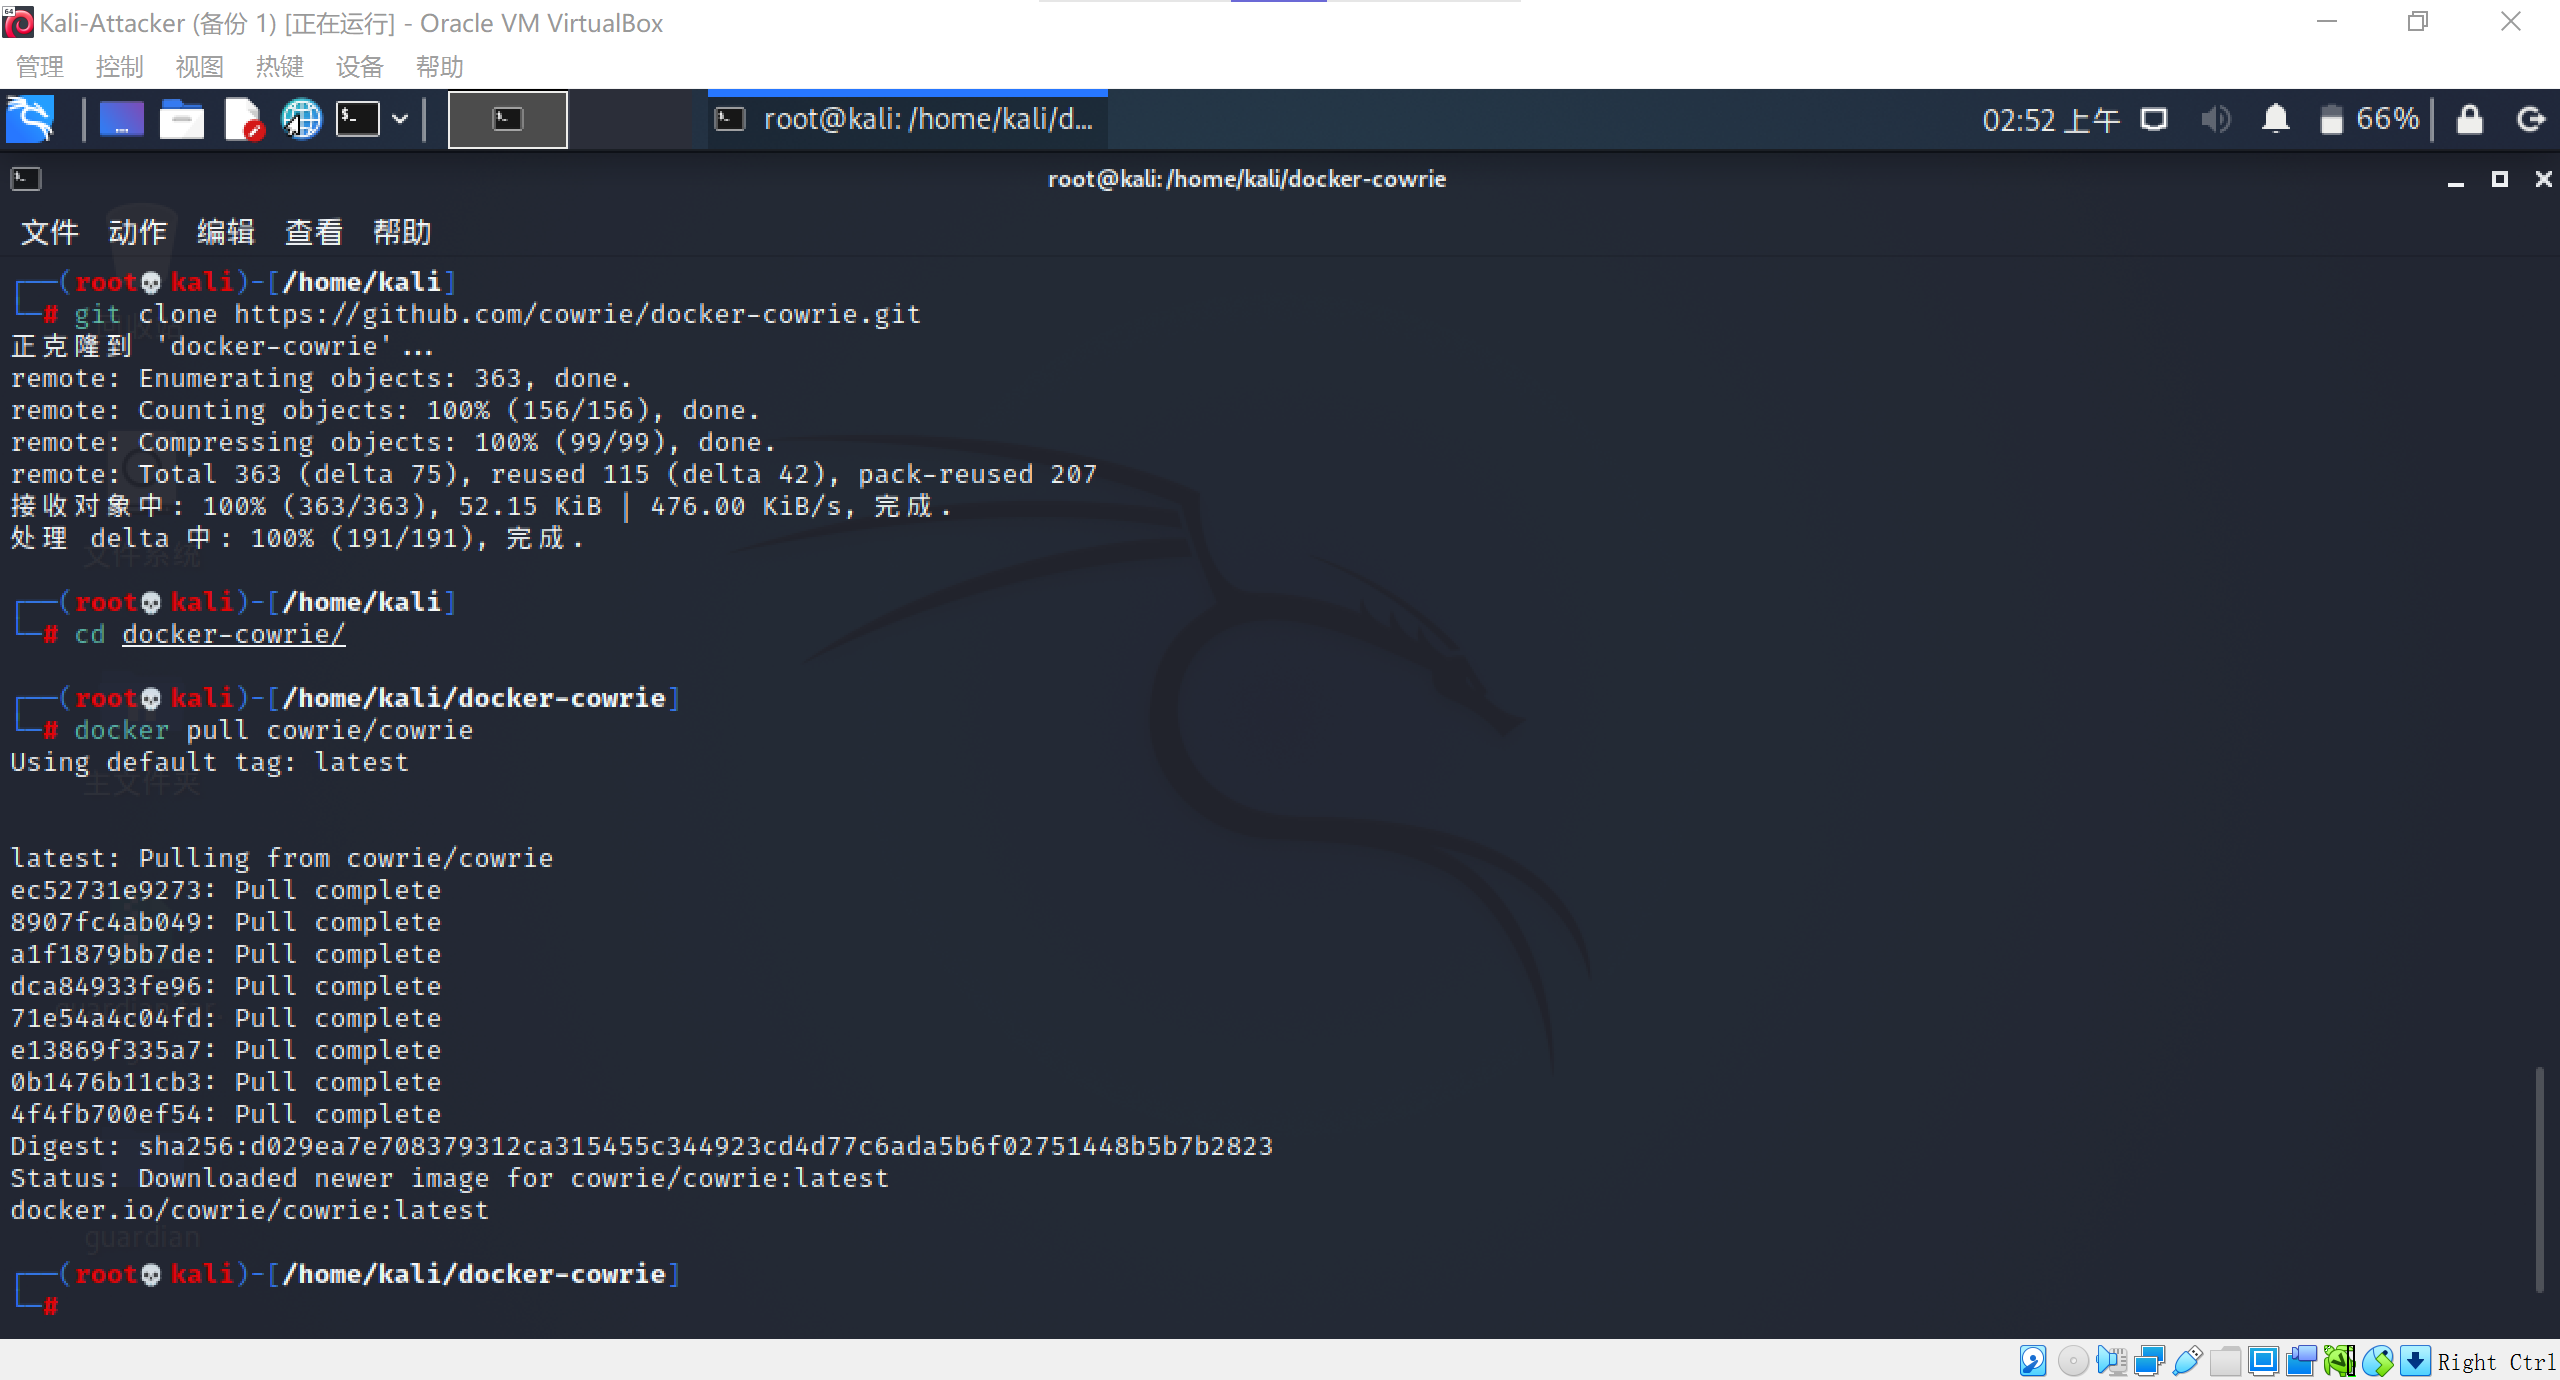 Kali-Attacker (备份 1) [正在运行] - Oracle VM VirtualBox
管理 控制 视图 热键 设备 帮助
root@kali: /home/kali/d... 02:52 上午 66%
root@kali: /home/kali/docker-cowrie
文件 动作 编辑 查看 帮助
(root💀kali)-[/home/kali]
# git clone https://github.com/cowrie/docker-cowrie.git
正克隆到 'docker-cowrie'...
remote: Enumerating objects: 363, done.
remote: Counting objects: 100% (156/156), done.
remote: Compressing objects: 100% (99/99), done.
remote: Total 363 (delta 75), reused 115 (delta 42), pack-reused 207
接收对象中: 100% (363/363), 52.15 KiB | 476.00 KiB/s, 完成.
处理 delta 中: 100% (191/191), 完成.
文件系统
(root💀kali)-[/home/kali]
# cd docker-cowrie/
(root💀kali)-[/home/kali/docker-cowrie]
# docker pull cowrie/cowrie
Using default tag: latest
主文件夹
latest: Pulling from cowrie/cowrie
ec52731e9273: Pull complete
8907fc4ab049: Pull complete
a1f1879bb7de: Pull complete
dca84933fe96: Pull complete
71e54a4c04fd: Pull complete
e13869f335a7: Pull complete
0b1476b11cb3: Pull complete
4f4fb700ef54: Pull complete
Digest: sha256:d029ea7e708379312ca315455c344923cd4d77c6ada5b6f02751448b5b7b2823
Status: Downloaded newer image for cowrie/cowrie:latest
docker.io/cowrie/cowrie:latest
guardian
(root💀kali)-[/home/kali/docker-cowrie]
#
Right Ctrl